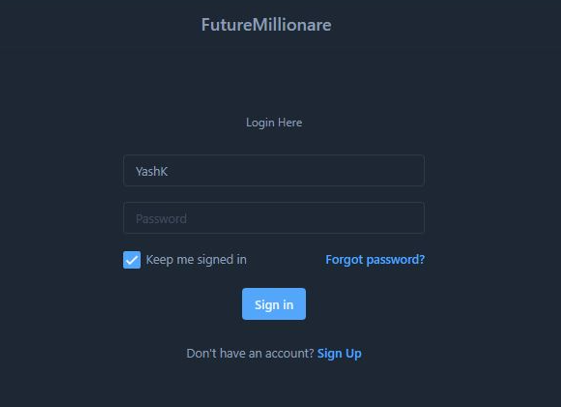 FutureMillionare
Login Here
YashK
Password
Keep me signed in Forgot password?
Sign in
Don't have an account? Sign Up